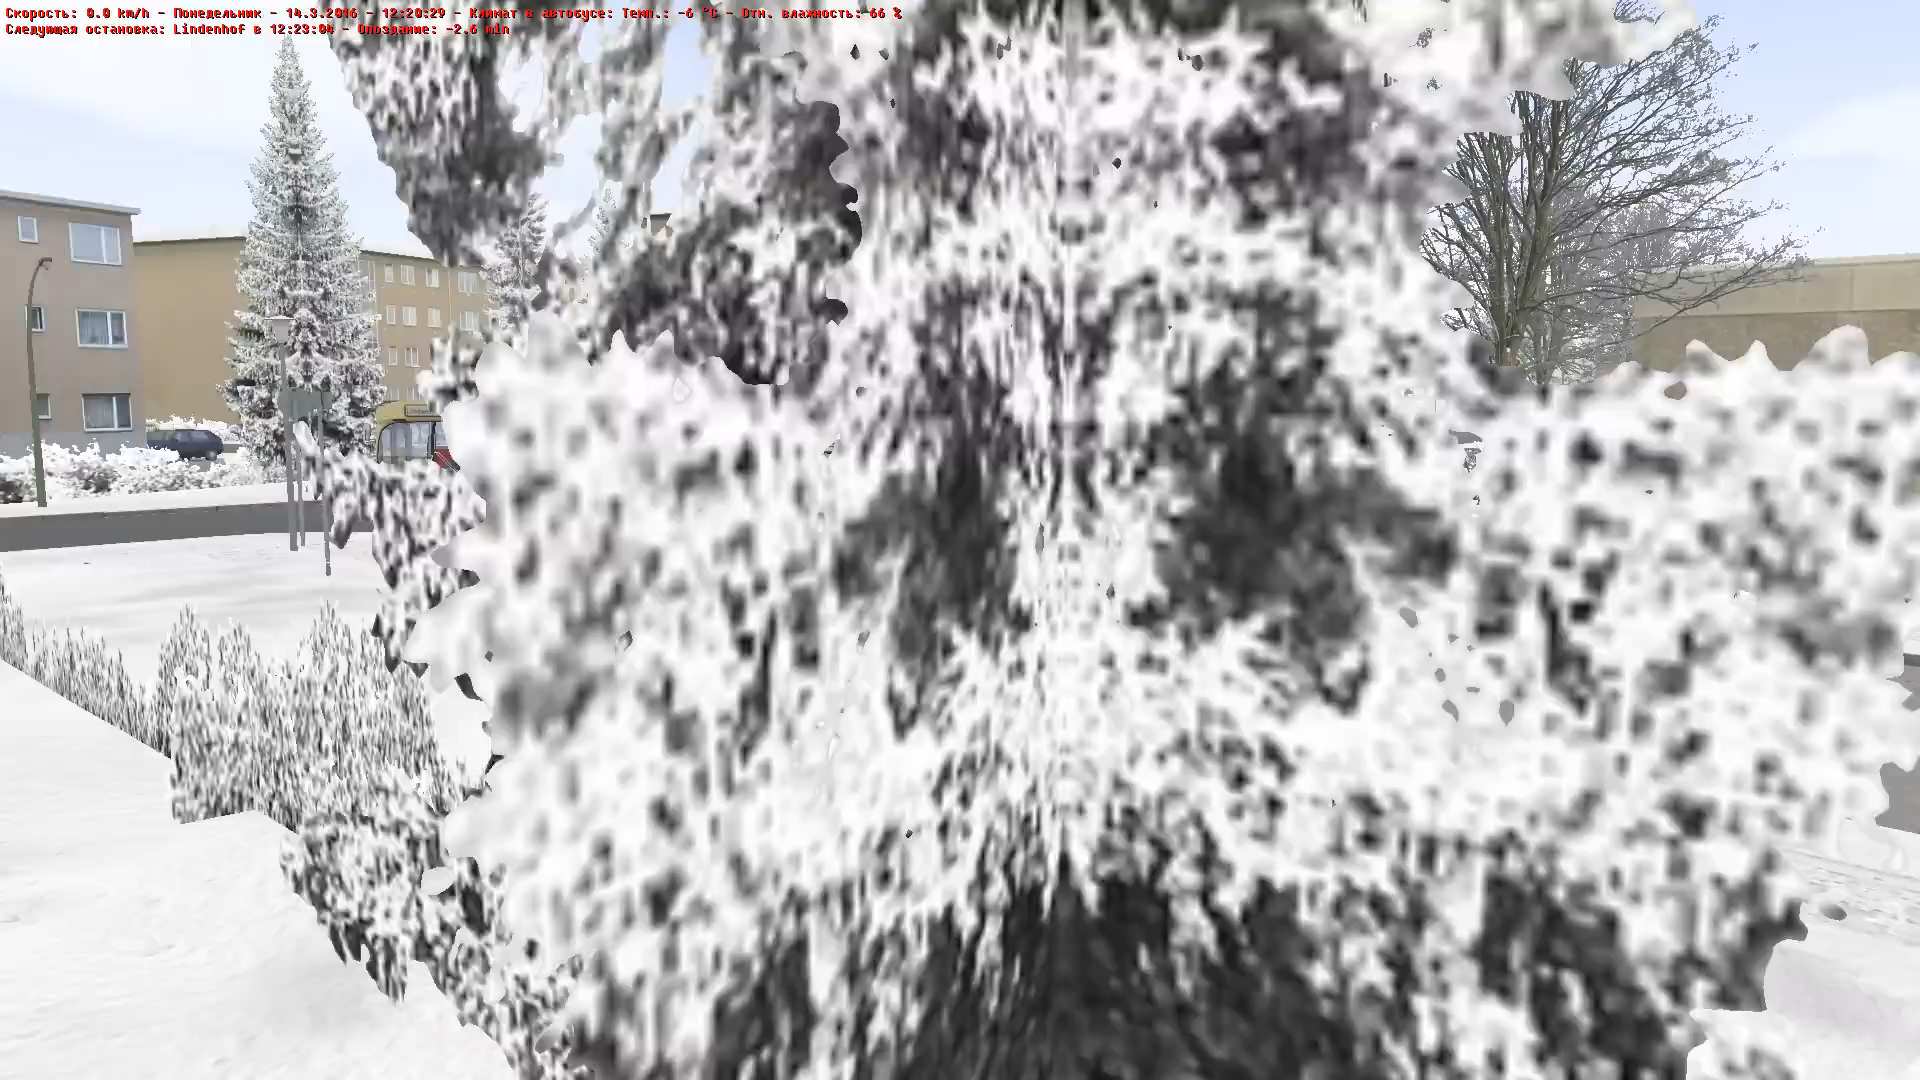 Скорость: 0.0 km/h - Понедельник - 14.3.2016 - 12:20:29 - Климат в автобусе: Темп.: -6 °C - Отн. влажность: 66 %
Следующая остановка: Lindenhof в 12:23:04 - Опоздание: -2.6 min